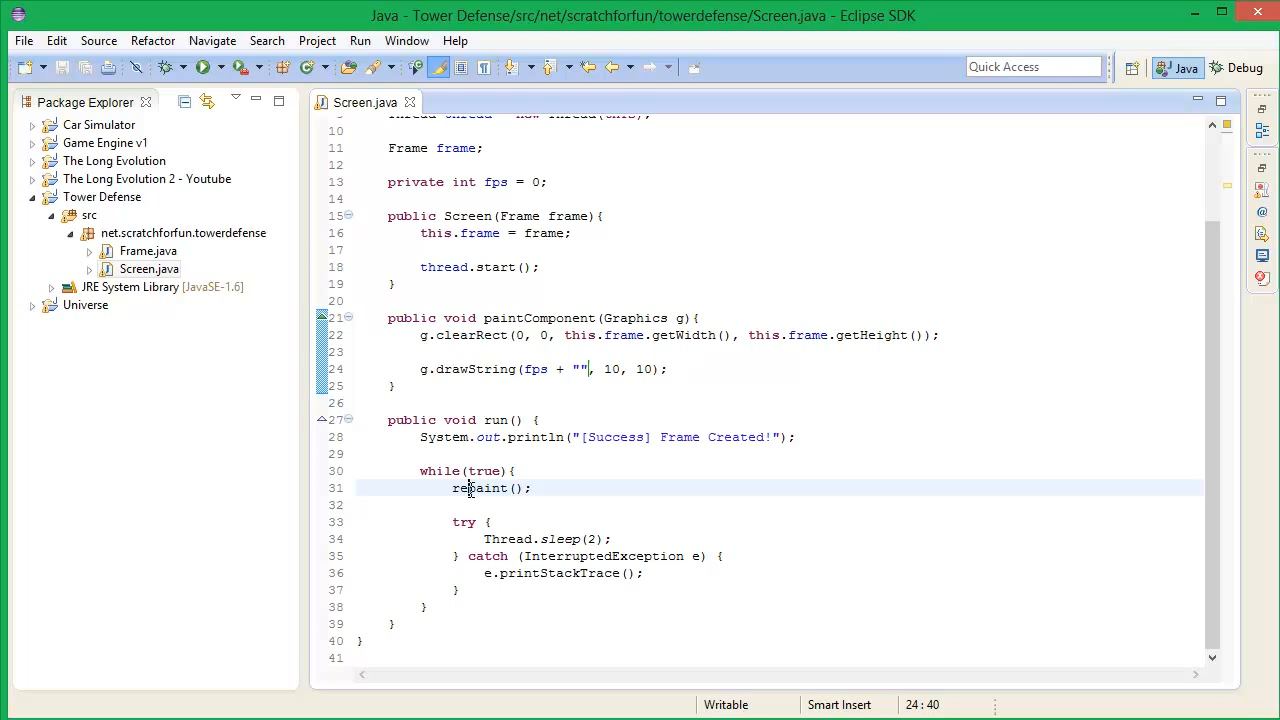 Java - Tower Defense/src/net/scratchforfun/towerdefense/Screen.java - Eclipse SDK
File Edit Source Refactor Navigate Search Project Run Window Help
Quick Access
Java
Debug
Package Explorer
Car Simulator
Game Engine v1
The Long Evolution
The Long Evolution 2 - Youtube
Tower Defense
src
net.scratchforfun.towerdefense
Frame.java
Screen.java
JRE System Library [JavaSE-1.6]
Universe
Screen.java
9 Thread thread = new Thread(this);
10
11 Frame frame;
12
13 private int fps = 0;
14
15 public Screen(Frame frame){
16 this.frame = frame;
17
18 thread.start();
19 }
20
21 public void paintComponent(Graphics g){
22 g.clearRect(0, 0, this.frame.getWidth(), this.frame.getHeight());
23
24 g.drawString(fps + "", 10, 10);
25 }
26
27 public void run() {
28 System.out.println("[Success] Frame Created!");
29
30 while(true){
31 repaint();
32
33 try {
34 Thread.sleep(2);
35 } catch (InterruptedException e) {
36 e.printStackTrace();
37 }
38 }
39 }
40 }
41
Writable
Smart Insert
24 : 40